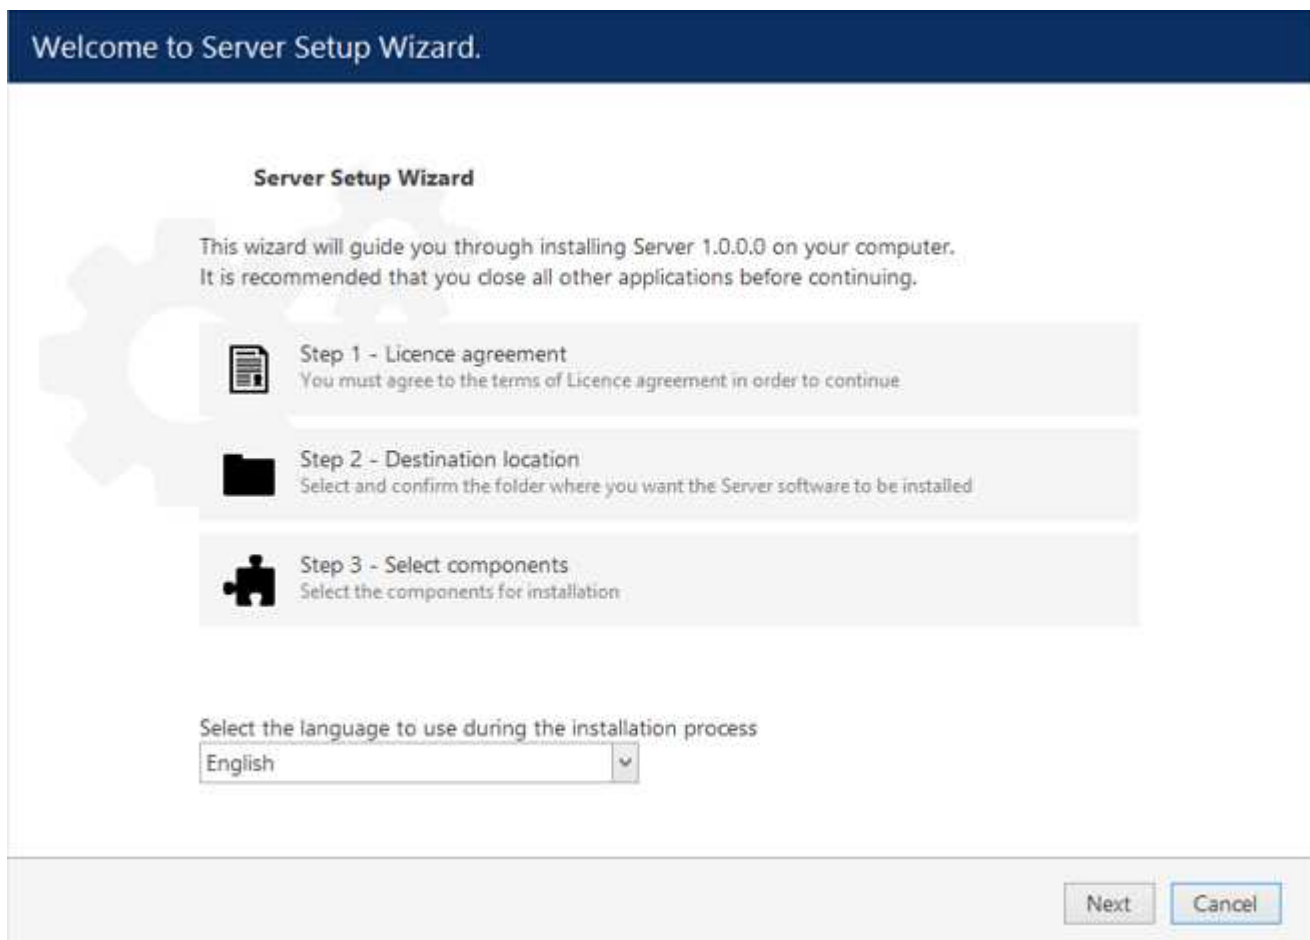 Welcome to Server Setup Wizard.
Server Setup Wizard
This wizard will guide you through installing Server 1.0.0.0 on your computer.
It is recommended that you close all other applications before continuing.
Step 1 - Licence agreement
You must agree to the terms of Licence agreement in order to continue
Step 2 - Destination location
Select and confirm the folder where you want the Server software to be installed
Step 3 - Select components
Select the components for installation
Select the language to use during the installation process
English
Next
Cancel